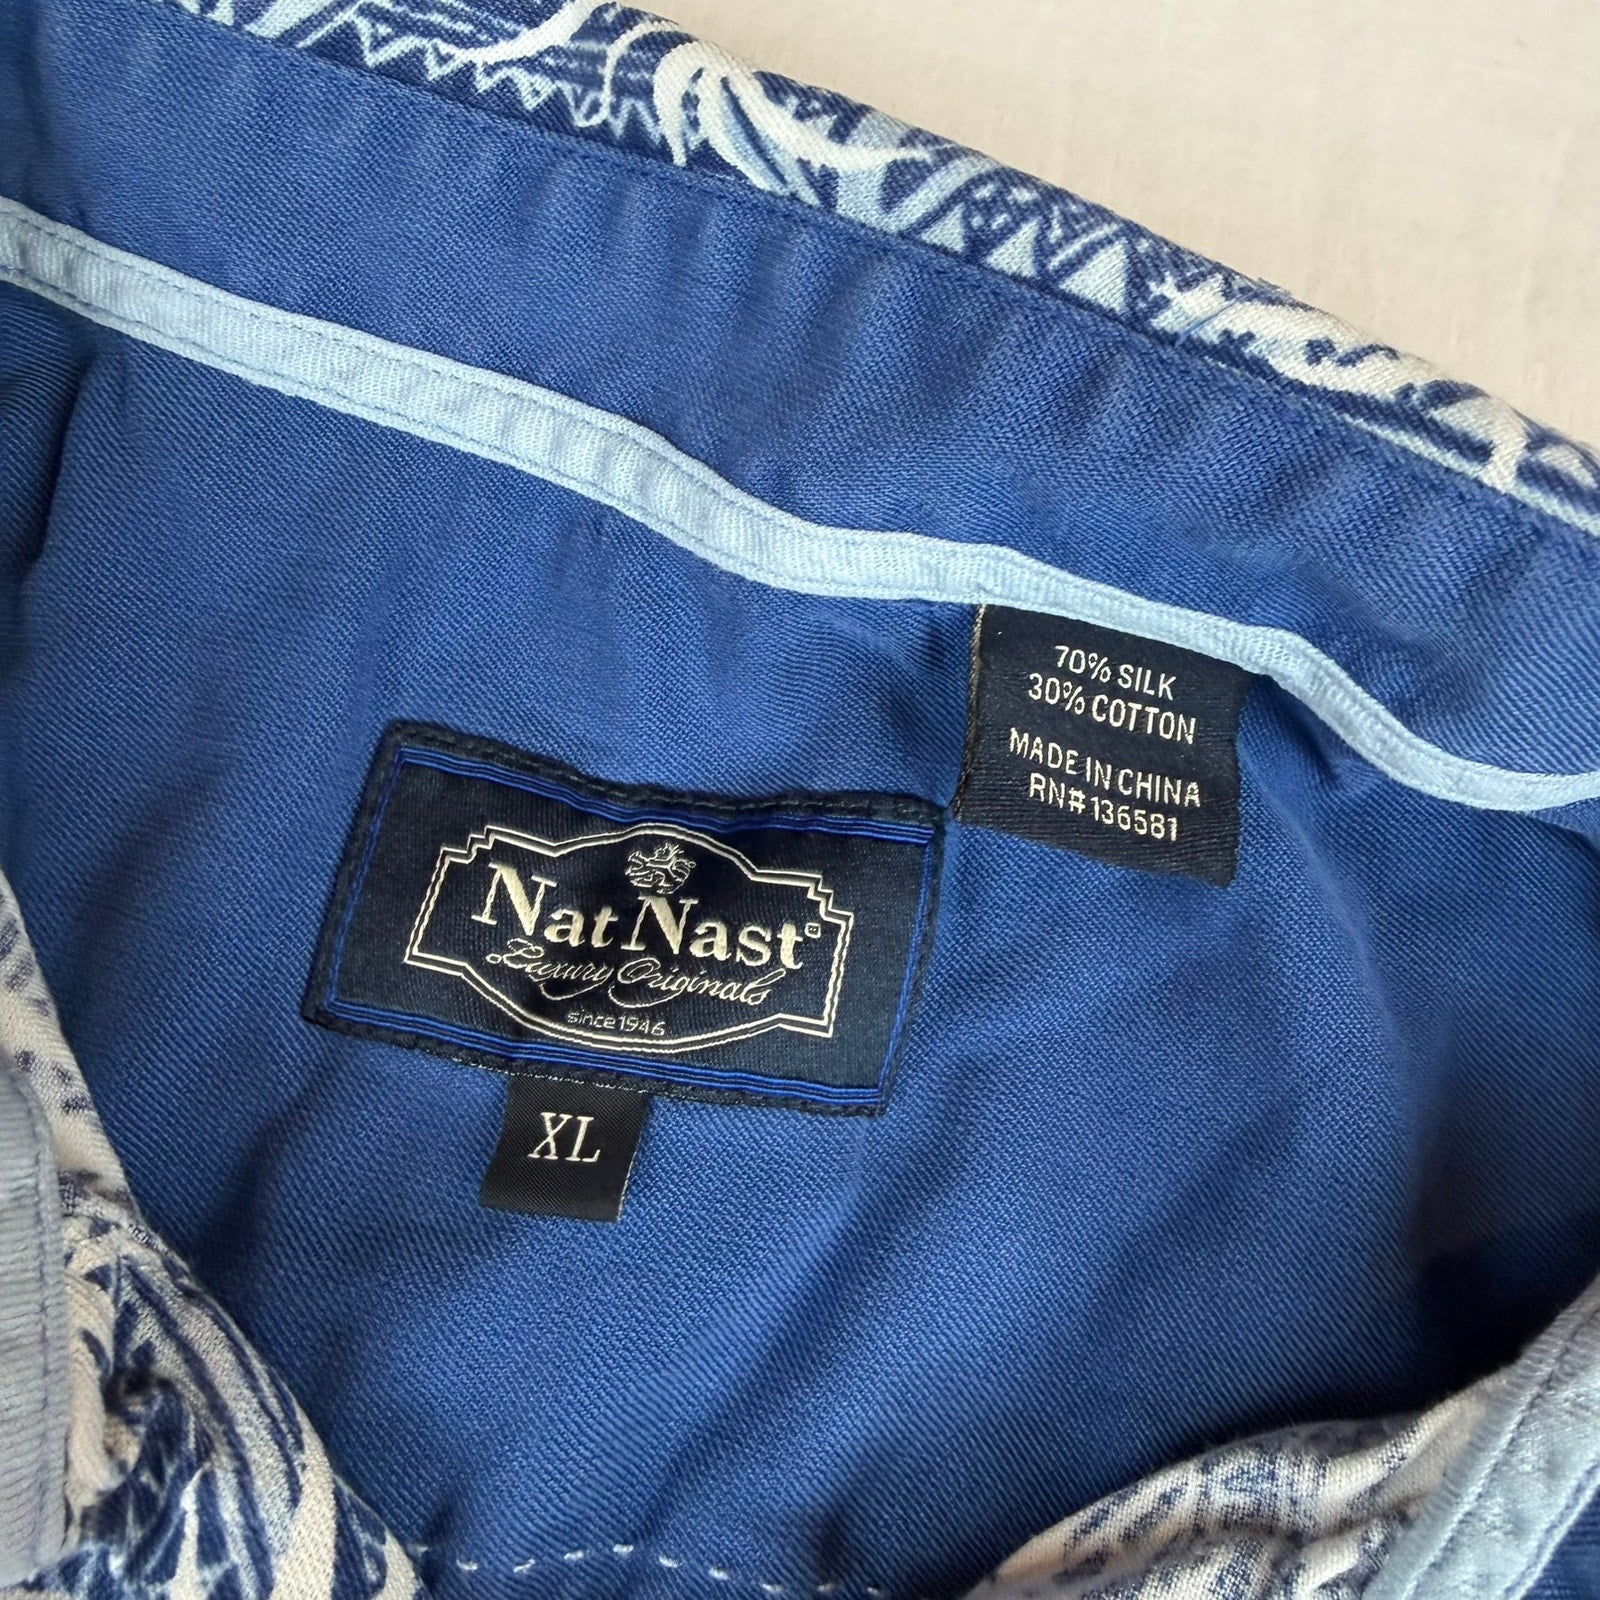 70% SILK
30% COTTON
MADE IN CHINA
RN# 136581
Nat Nast
Luxury Originals
since 1946
XL